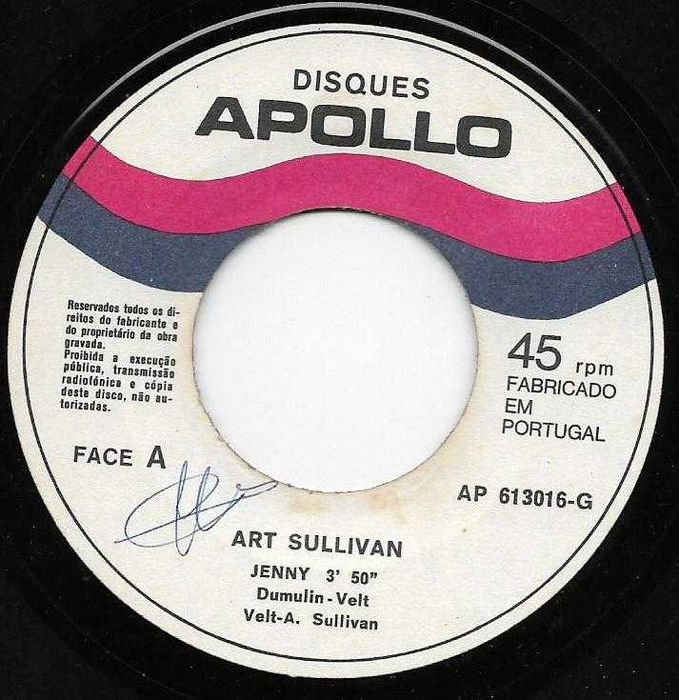 DISQUES
APOLLO
Reservados todos os di-
reitos do fabricante e
do proprietário da obra
gravada.
Proibida a execução
pública, transmissão
radiofónica e cópia
deste disco, não au-
torizadas.
45 rpm
FABRICADO
EM
PORTUGAL
FACE A
AP 613016-G
ART SULLIVAN
JENNY 3' 50"
Dumulin-Velt
Velt-A. Sullivan